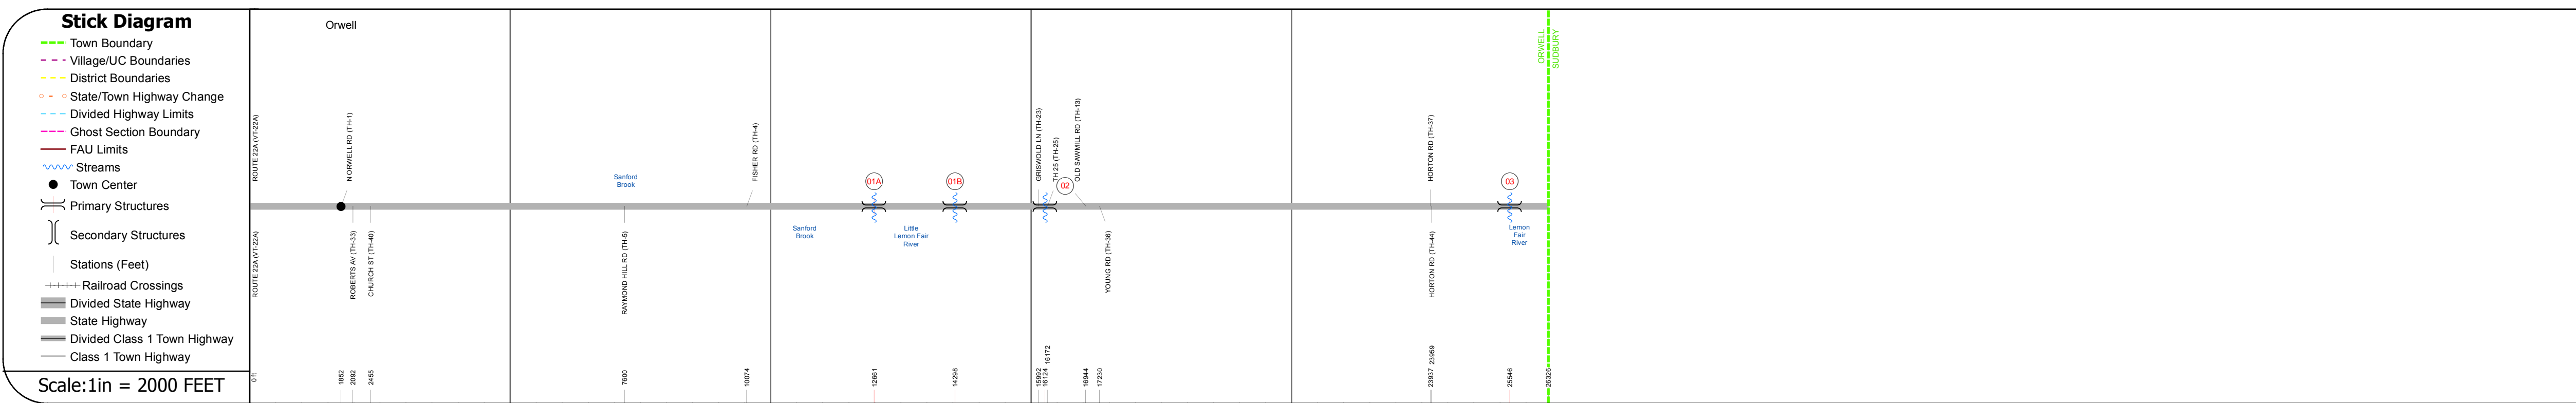 Stick Diagram
Town Boundary
Village/UC Boundaries
District Boundaries
State/Town Highway Change
Divided Highway Limits
Ghost Section Boundary
FAU Limits
Streams
Town Center
Primary Structures
Secondary Structures
Stations (Feet)
Railroad Crossings
Divided State Highway
State Highway
Divided Class 1 Town Highway
Class 1 Town Highway
Scale:1in = 2000 FEET
Orwell
ORWELL
SUDBURY
ROUTE 22A (VT-22A)
N ORWELL RD (TH-1)
FISHER RD (TH-4)
GRISWOLD LN (TH-23)
TH 25 (TH-25)
OLD SAWMILL RD (TH-13)
HORTON RD (TH-37)
Sanford
Brook
01A
01B
02
03
ROUTE 22A (VT-22A)
ROBERTS AV (TH-33)
CHURCH ST (TH-40)
RAYMOND HILL RD (TH-5)
Sanford
Brook
Little
Lemon Fair
River
YOUNG RD (TH-36)
HORTON RD (TH-44)
Lemon
Fair
River
0 ft
1852
2092
2455
7600
10074
12661
14298
15992
16124
16172
16944
17230
23937
23959
25546
26326